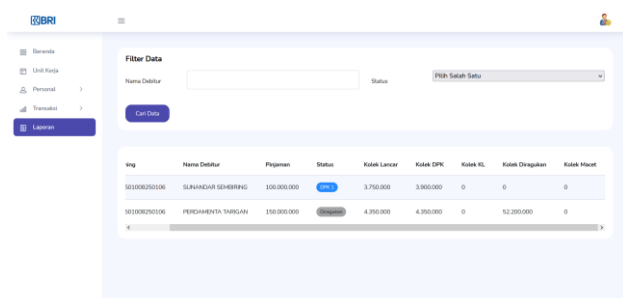 BRI
Beranda
Unit Kerja
Personal
Transaksi
Laporan
Filter Data
Nama Debitur
Status
Pilih Salah Satu
Cari Data
sing Nama Debitur Pinjaman Status Kolek Lancar Kolek DPK Kolek KL Kolek Diragukan Kolek Macet
501008250106 SUNANDAR SEMBIRING 100.000.000 DPK 1 3.750.000 3.900.000 0 0 0
501008250106 PERDAMENTA TARIGAN 150.000.000 Diragukan 4.350.000 4.350.000 0 52.200.000 0